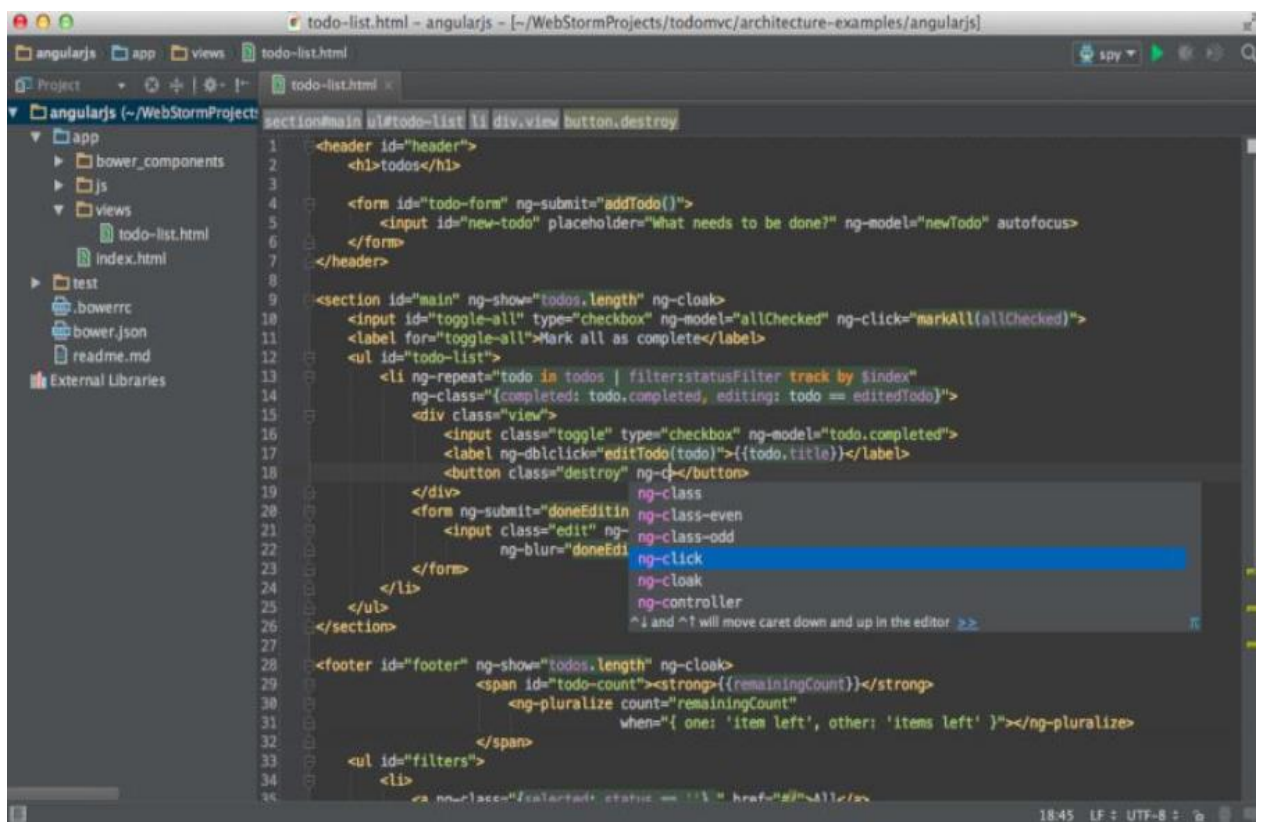 todo-list.html – angularjs – [~/WebStormProjects/todomvc/architecture-examples/angularjs]
angularjs app views todo-list.html
spy
Project
todo-list.html
angularjs (~/WebStormProjects
app
bower_components
js
views
todo-list.html
index.html
test
.bowerrc
bower.json
readme.md
External Libraries
section#main ul#todo-list li div.view button.destroy
1 <header id="header">
2 <h1>todos</h1>
3
4 <form id="todo-form" ng-submit="addTodo()">
5 <input id="new-todo" placeholder="What needs to be done?" ng-model="newTodo" autofocus>
6 </form>
7 </header>
8
9 <section id="main" ng-show="todos.length" ng-cloak>
10 <input id="toggle-all" type="checkbox" ng-model="allChecked" ng-click="markAll(allChecked)">
11 <label for="toggle-all">Mark all as complete</label>
12 <ul id="todo-list">
13 <li ng-repeat="todo in todos | filter:statusFilter track by $index"
14 ng-class="{completed: todo.completed, editing: todo == editedTodo}">
15 <div class="view">
16 <input class="toggle" type="checkbox" ng-model="todo.completed">
17 <label ng-dblclick="editTodo(todo)">{{todo.title}}</label>
18 <button class="destroy" ng-c></button>
19 </div>
20 <form ng-submit="doneEditin
21 <input class="edit" ng-
22 ng-blur="doneEdi
23 </form>
24 </li>
25 </ul>
26 </section>
27
28 <footer id="footer" ng-show="todos.length" ng-cloak>
29 <span id="todo-count"><strong>{{remainingCount}}</strong>
30 <ng-pluralize count="remainingCount"
31 when="{ one: 'item left', other: 'items left' }"></ng-pluralize>
32 </span>
33 <ul id="filters">
34 <li>
35 <a ng-class="{selected: status == ''} " href="#/">All</a>
ng-class
ng-class-even
ng-class-odd
ng-click
ng-cloak
ng-controller
^↓ and ^↑ will move caret down and up in the editor >>
π
18:45 LF UTF-8